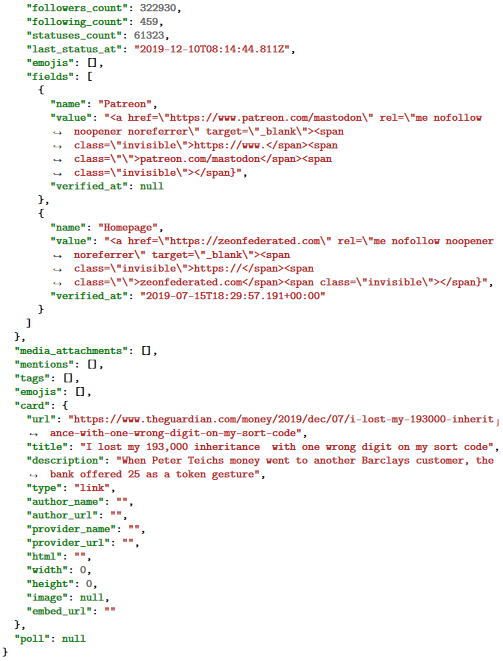 "followers_count": 322930,
"following_count": 459,
"statuses_count": 61323,
"last_status_at": "2019-12-10T08:14:44.811Z",
"emojis": [],
"fields": [
{
"name": "Patreon",
"value": "<a href=\"https://www.patreon.com/mastodon\" rel=\"me nofollow
↪ noopener noreferrer\" target=\"_blank\"><span
↪ class=\"invisible\">https://www.</span><span
↪ class=\"\">patreon.com/mastodon</span><span
↪ class=\"invisible\"></span}",
"verified_at": null
},
{
"name": "Homepage",
"value": "<a href=\"https://zeonfederated.com\" rel=\"me nofollow noopener
↪ noreferrer\" target=\"_blank\"><span
↪ class=\"invisible\">https://</span><span
↪ class=\"\">zeonfederated.com</span><span class=\"invisible\"></span}",
"verified_at": "2019-07-15T18:29:57.191+00:00"
}
]
},
"media_attachments": [],
"mentions": [],
"tags": [],
"emojis": [],
"card": {
"url": "https://www.theguardian.com/money/2019/dec/07/i-lost-my-193000-inherit
↪ ance-with-one-wrong-digit-on-my-sort-code",
"title": "I lost my 193,000 inheritance  with one wrong digit on my sort code",
"description": "When Peter Teichs money went to another Barclays customer, the
↪ bank offered 25 as a token gesture",
"type": "link",
"author_name": "",
"author_url": "",
"provider_name": "",
"provider_url": "",
"html": "",
"width": 0,
"height": 0,
"image": null,
"embed_url": ""
},
"poll": null
}